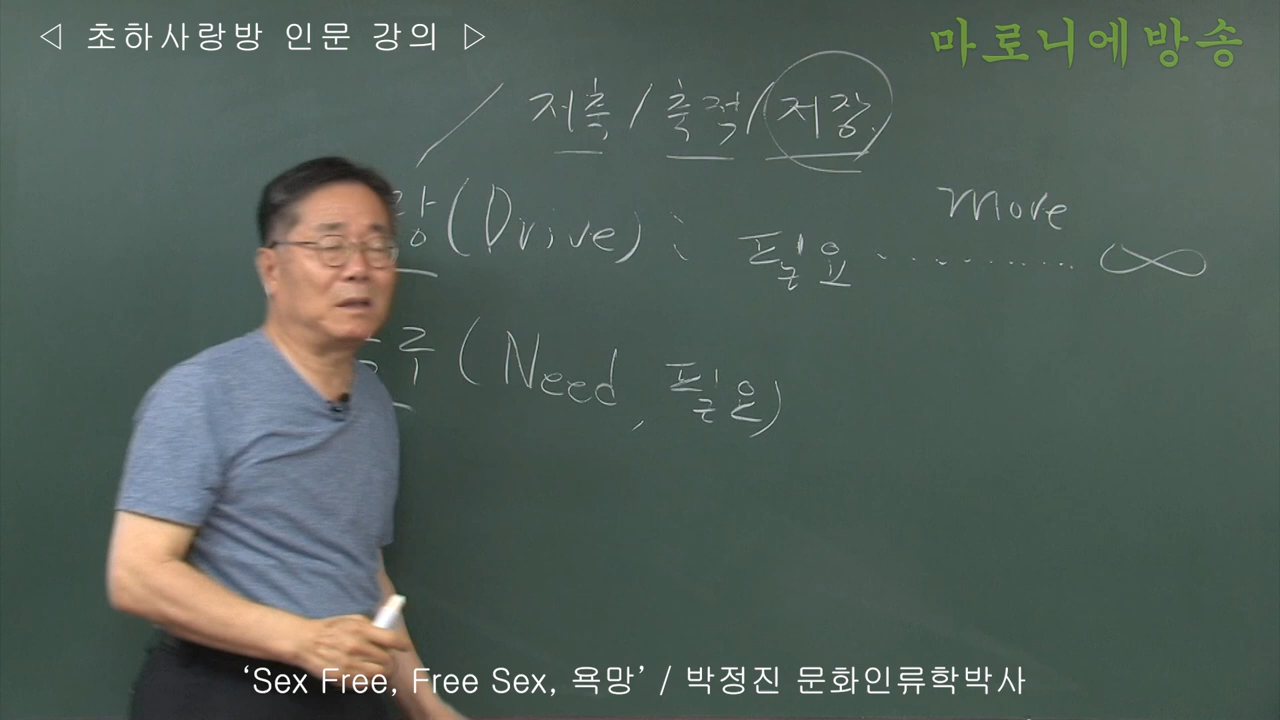 ◁ 초하사랑방 인문 강의 ▷
마로니에방송
/ 저축 / 축적 / 저장
망 (Drive) : 필요 ·········· ∞
more
구 (Need, 필요)
‘Sex Free, Free Sex, 욕망’ / 박정진 문화인류학박사